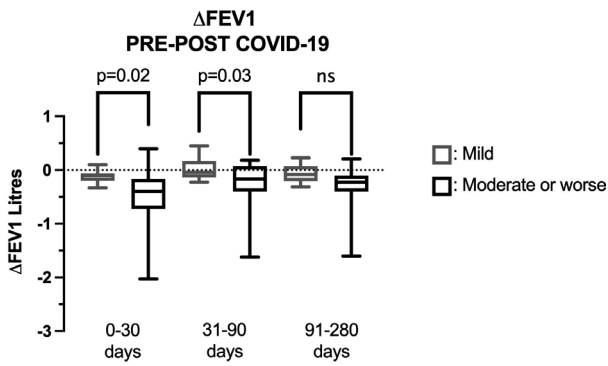 ΔFEV1
PRE-POST COVID-19
p=0.02
p=0.03
ns
1
0
-1
-2
-3
ΔFEV1 Litres
0-30
days
31-90
days
91-280
days
: Mild
: Moderate or worse